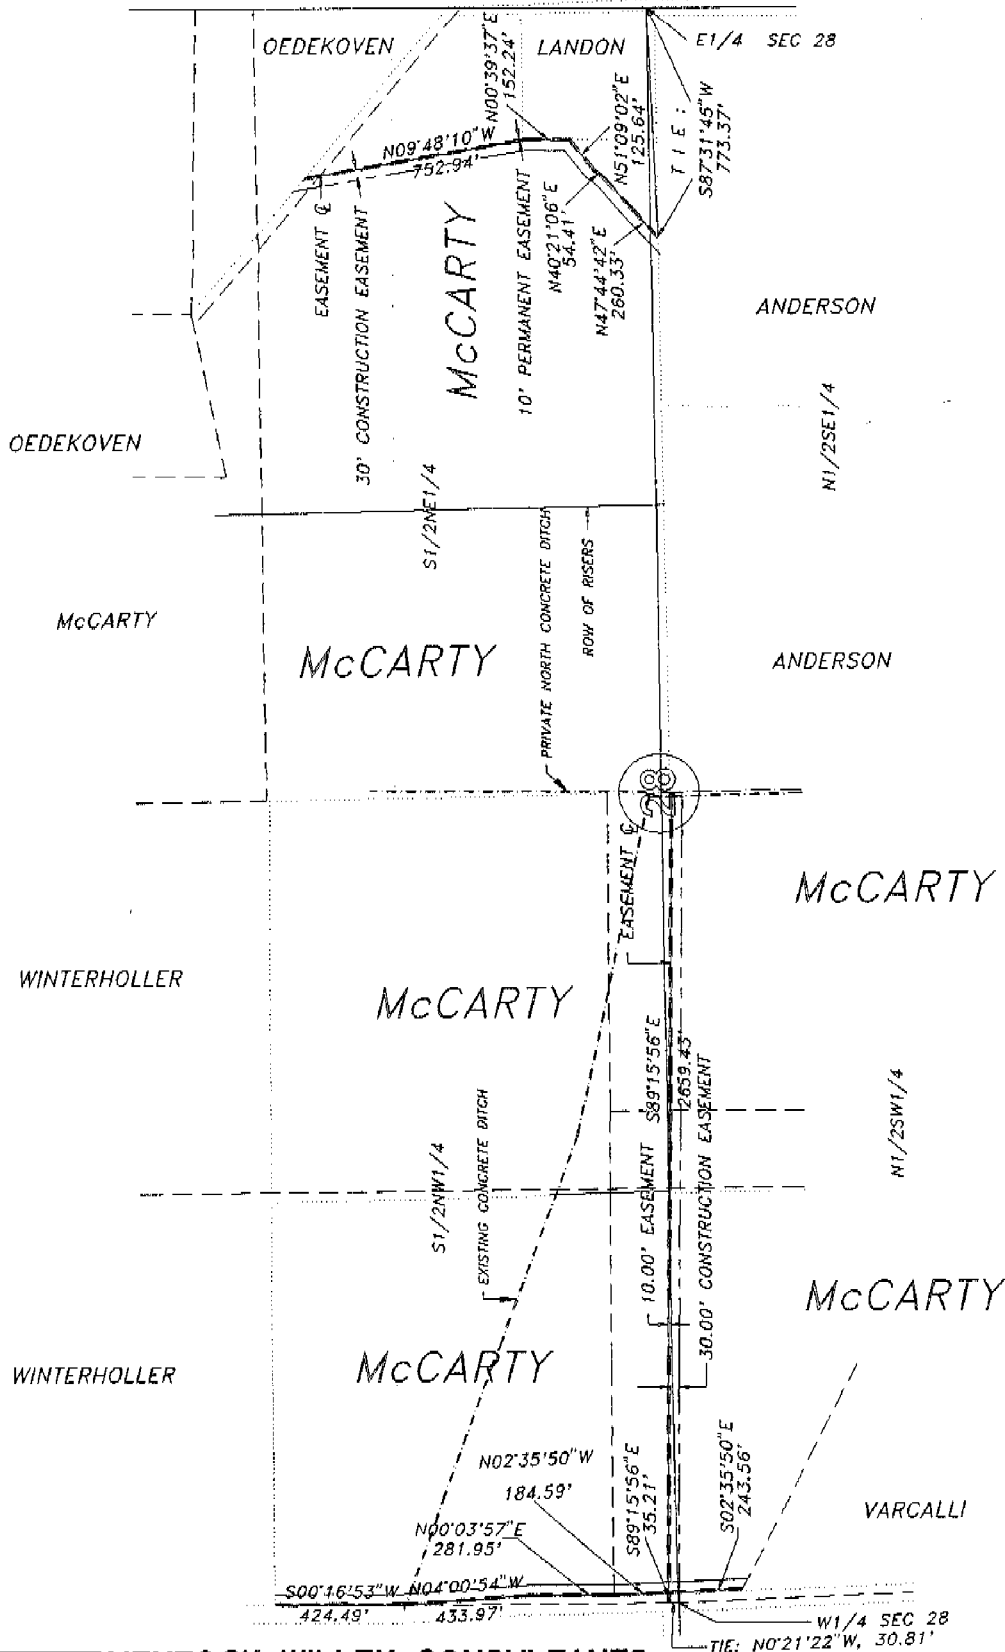 OEDEKOVEN
LANDON
E1/4 SEC 28
N00°39'37"E
152.24'
N51°09'02"E
125.64'
TIE:
S87°31'45"W
773.37'
N09°48'10"W
752.94'
EASEMENT ℄
30' CONSTRUCTION EASEMENT
McCARTY
10' PERMANENT EASEMENT
N40°21'06"E
54.41'
N47°44'42"E
260.33'
ANDERSON
OEDEKOVEN
N1/2SE1/4
S1/2NE1/4
PRIVATE NORTH CONCRETE DITCH
ROW OF RISERS
McCARTY
McCARTY
ANDERSON
28
EASEMENT ℄
McCARTY
WINTERHOLLER
McCARTY
S89°15'56"E
2659.43'
10.00' EASEMENT
30.00' CONSTRUCTION EASEMENT
N1/2SW1/4
S1/2NW1/4
EXISTING CONCRETE DITCH
McCARTY
WINTERHOLLER
McCARTY
N02°35'50"W
184.59'
S89°15'56"E
35.21'
S02°35'50"E
243.56'
VARCALLI
N00°03'57"E
281.95'
S00°16'53"W
424.49'
N04°00'54"W
433.97'
W1/4 SEC 28
TIE: N0°21'22"W, 30.81'